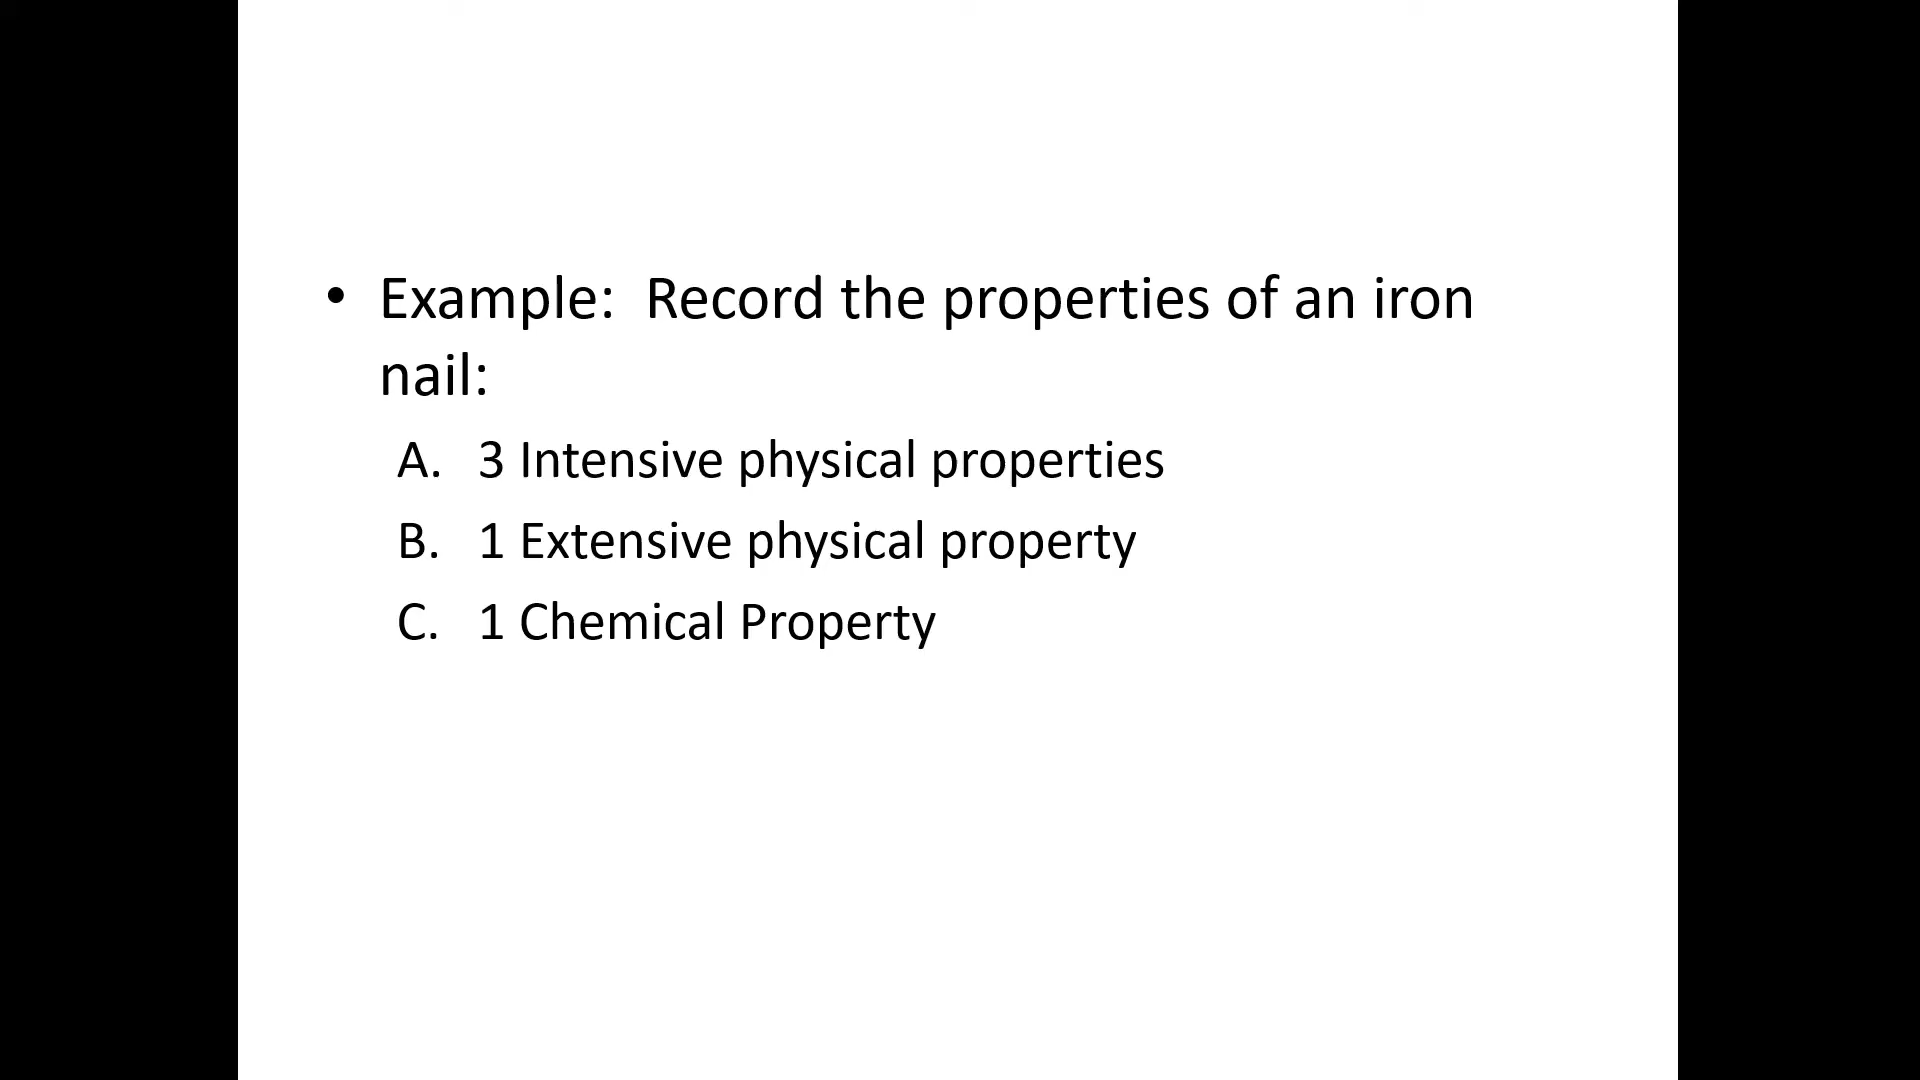 • Example:  Record the properties of an iron
nail:
A. 3 Intensive physical properties
B. 1 Extensive physical property
C. 1 Chemical Property